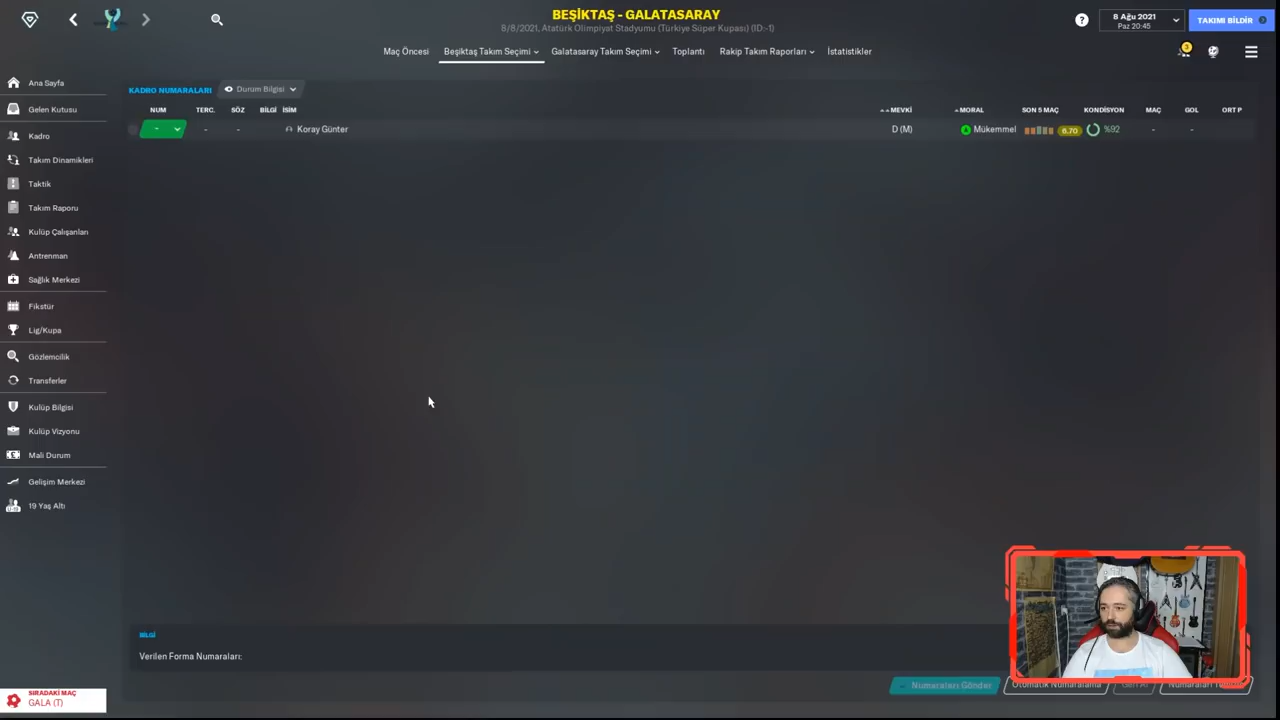 BEŞİKTAŞ - GALATASARAY
8/8/2021, Atatürk Olimpiyat Stadyumu (Türkiye Süper Kupası) (ID:-1)
8 Ağu 2021
Paz 20:45
TAKIMI BİLDİR
Maç Öncesi
Beşiktaş Takım Seçimi
Galatasaray Takım Seçimi
Toplantı
Rakip Takım Raporları
İstatistikler
3
Ana Sayfa
Gelen Kutusu
Kadro
Takım Dinamikleri
Taktik
Takım Raporu
Kulüp Çalışanları
Antrenman
Sağlık Merkezi
Fikstür
Lig/Kupa
Gözlemcilik
Transferler
Kulüp Bilgisi
Kulüp Vizyonu
Mali Durum
Gelişim Merkezi
19 Yaş Altı
SIRADAKİ MAÇ
GALA (T)
KADRO NUMARALARI
Durum Bilgisi
NUM TERC. SÖZ BİLGİ İSİM MEVKİ MORAL SON 5 MAÇ KONDİSYON MAÇ GOL ORT P
- - - Koray Günter D (M) Mükemmel 6.70 %92 - -
BİLGİ
Verilen Forma Numaraları:
Numaraları Gönder
Otomatik Numaralama
Numaraları